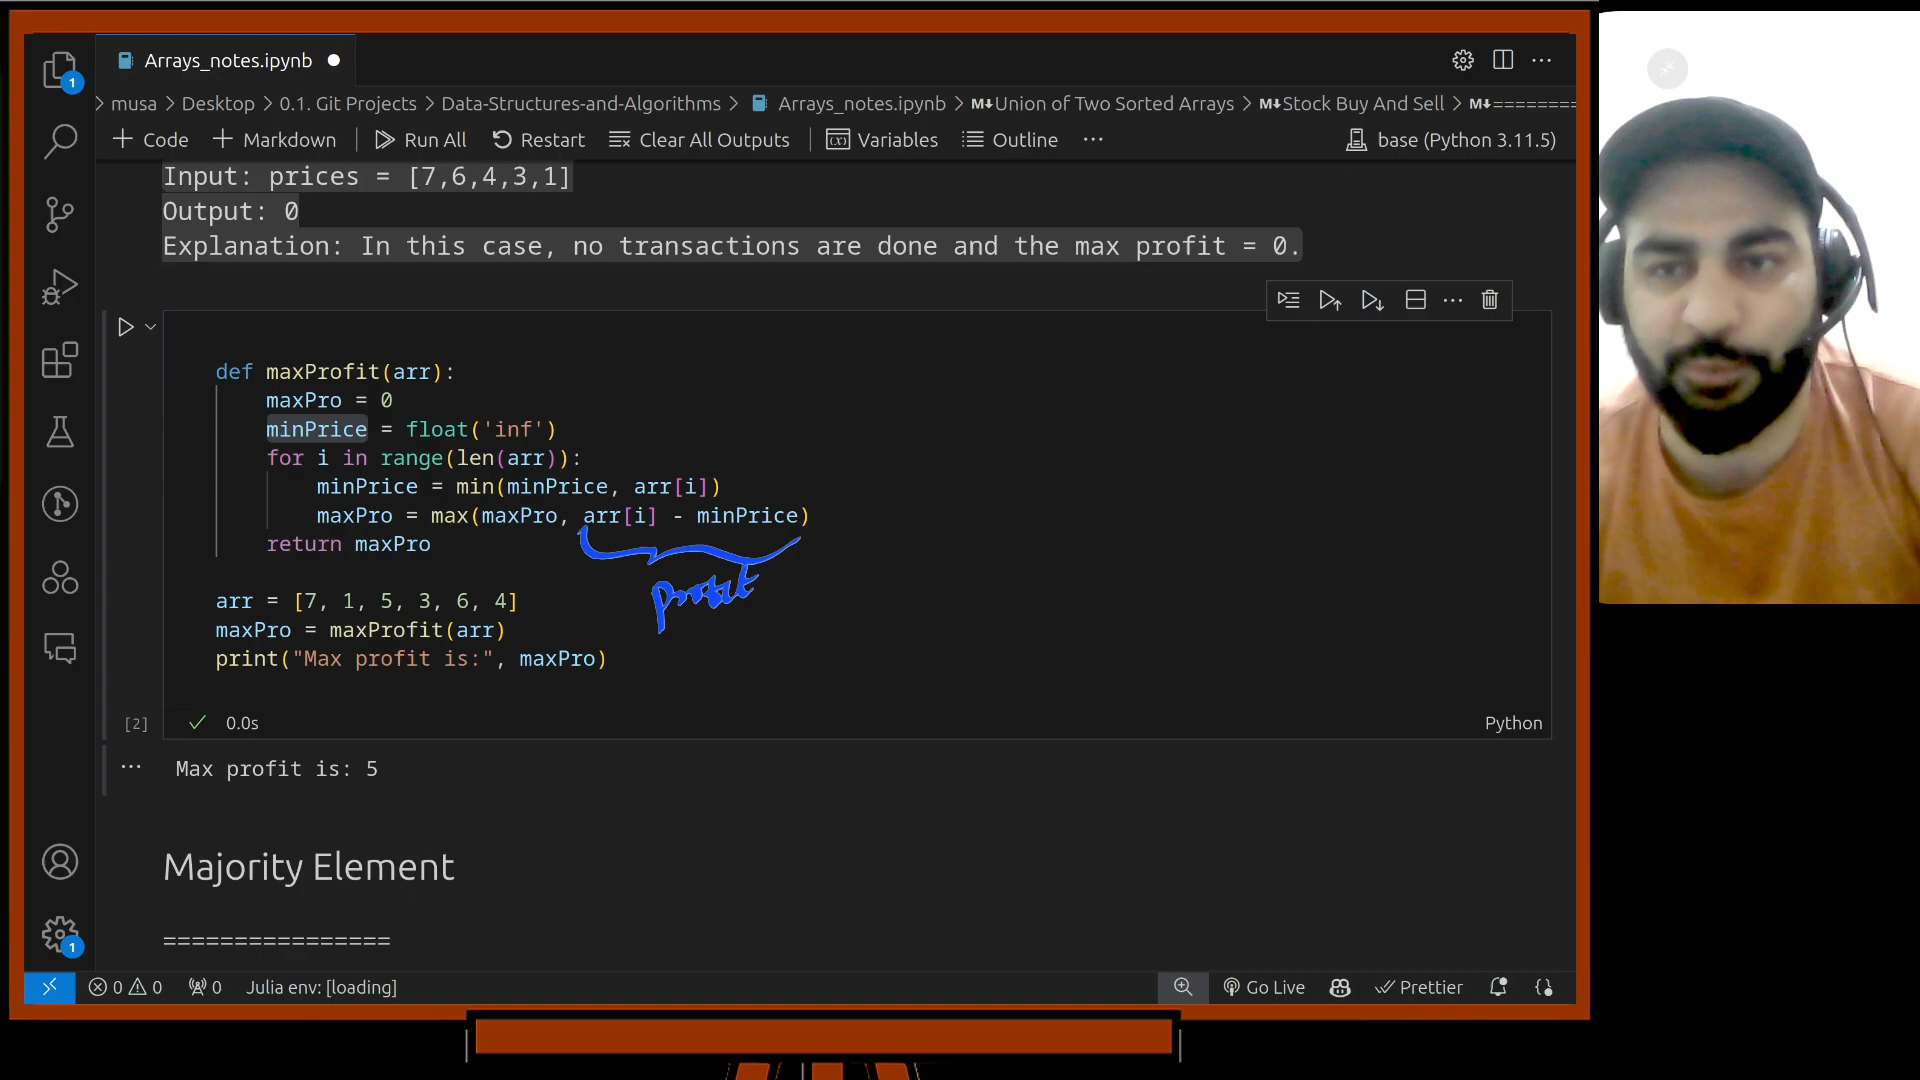 Arrays_notes.ipynb
musa > Desktop > 0.1. Git Projects > Data-Structures-and-Algorithms > Arrays_notes.ipynb > M↓Union of Two Sorted Arrays > M↓Stock Buy And Sell > M↓========
+ Code + Markdown | Run All Restart Clear All Outputs | Variables Outline ... base (Python 3.11.5)
Input: prices = [7,6,4,3,1]
Output: 0
Explanation: In this case, no transactions are done and the max profit = 0.
def maxProfit(arr):
maxPro = 0
minPrice = float('inf')
for i in range(len(arr)):
minPrice = min(minPrice, arr[i])
maxPro = max(maxPro, arr[i] - minPrice)
return maxPro
profit
arr = [7, 1, 5, 3, 6, 4]
maxPro = maxProfit(arr)
print("Max profit is:", maxPro)
[2] 0.0s Python
Max profit is: 5
Majority Element
================
1
1
0 0 0 Julia env: [loading] Go Live Prettier